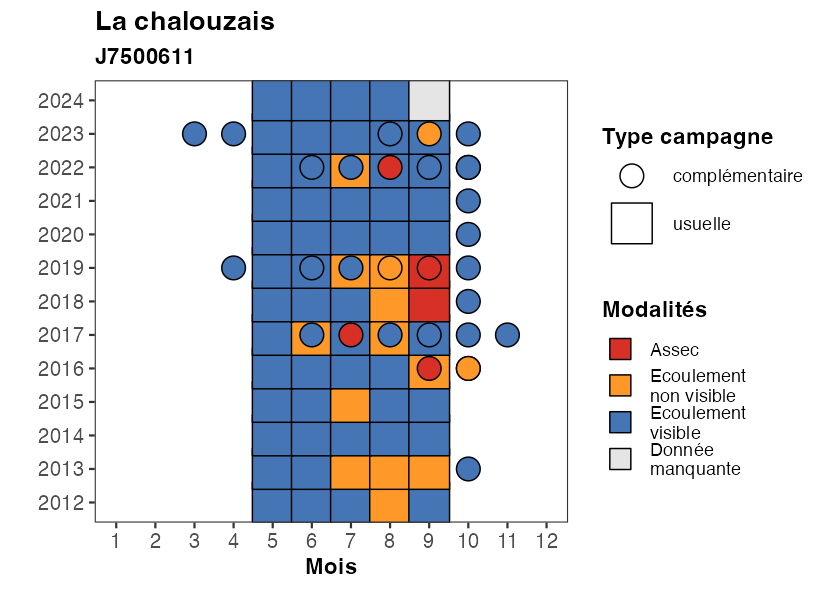 La chalouzais
J7500611
2024
2023
2022
2021
2020
2019
2018
2017
2016
2015
2014
2013
2012
1 2 3 4 5 6 7 8 9 10 11 12
Mois
Type campagne
complémentaire
usuelle
Modalités
Assec
Ecoulement
non visible
Ecoulement
visible
Donnée
manquante